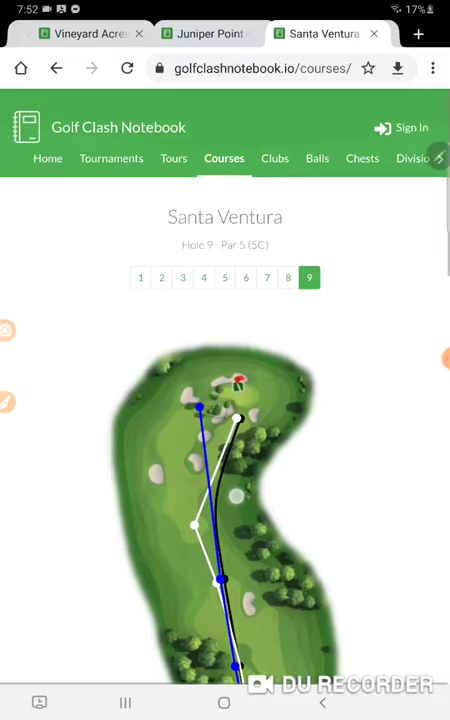 7:52 17%
Vineyard Acres Juniper Point - Santa Ventura
golfclashnotebook.io/courses/
Golf Clash Notebook Sign In
Home Tournaments Tours Courses Clubs Balls Chests Divisio
Santa Ventura
Hole 9 Par 5 (5C)
1 2 3 4 5 6 7 8 9
DU RECORDER